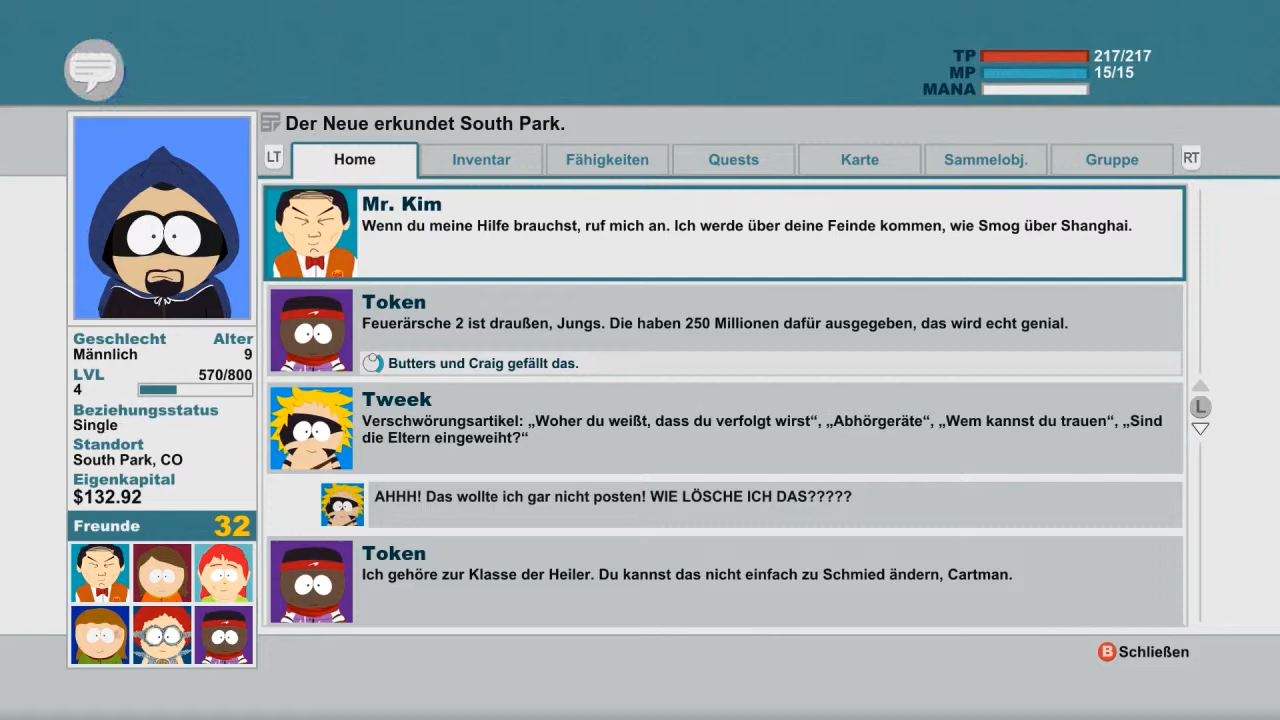 TP 217/217
MP 15/15
MANA
Der Neue erkundet South Park.
LT Home Inventar Fähigkeiten Quests Karte Sammelobj. Gruppe RT
Mr. Kim
Wenn du meine Hilfe brauchst, ruf mich an. Ich werde über deine Feinde kommen, wie Smog über Shanghai.
Token
Feuerärsche 2 ist draußen, Jungs. Die haben 250 Millionen dafür ausgegeben, das wird echt genial.
Butters und Craig gefällt das.
Tweek
Verschwörungsartikel: „Woher du weißt, dass du verfolgt wirst“, „Abhörgeräte“, „Wem kannst du trauen“, „Sind
die Eltern eingeweiht?“
AHHH! Das wollte ich gar nicht posten! WIE LÖSCHE ICH DAS?????
Token
Ich gehöre zur Klasse der Heiler. Du kannst das nicht einfach zu Schmied ändern, Cartman.
Geschlecht Alter
Männlich 9
LVL 570/800
4
Beziehungsstatus
Single
Standort
South Park, CO
Eigenkapital
$132.92
Freunde 32
L
B Schließen